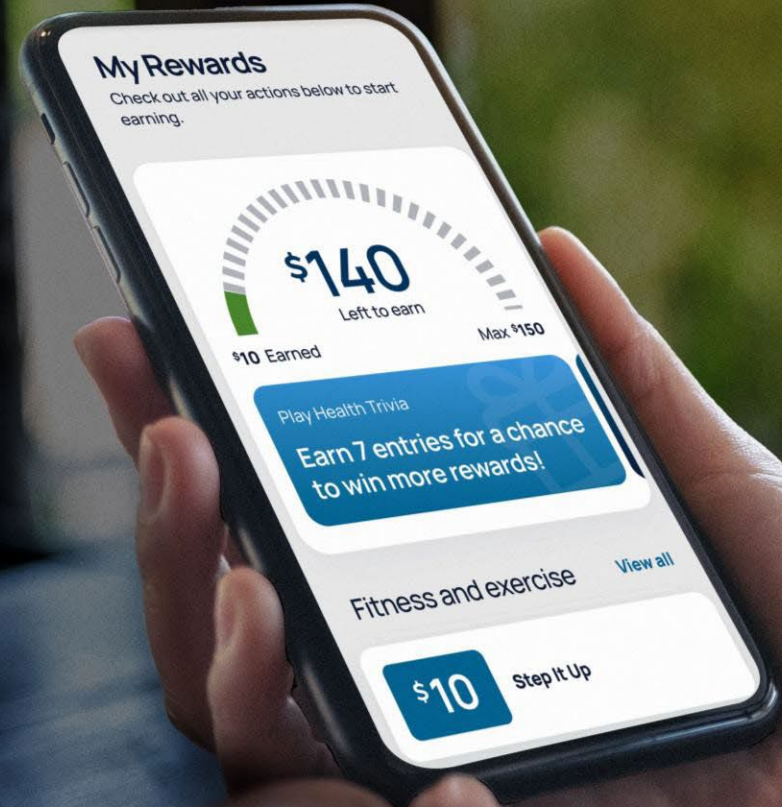 My Rewards
Check out all your actions below to start
earning.
$140
Left to earn
$10 Earned
Max $150
Play Health Trivia
Earn 7 entries for a chance
to win more rewards!
Fitness and exercise
View all
$10
Step It Up